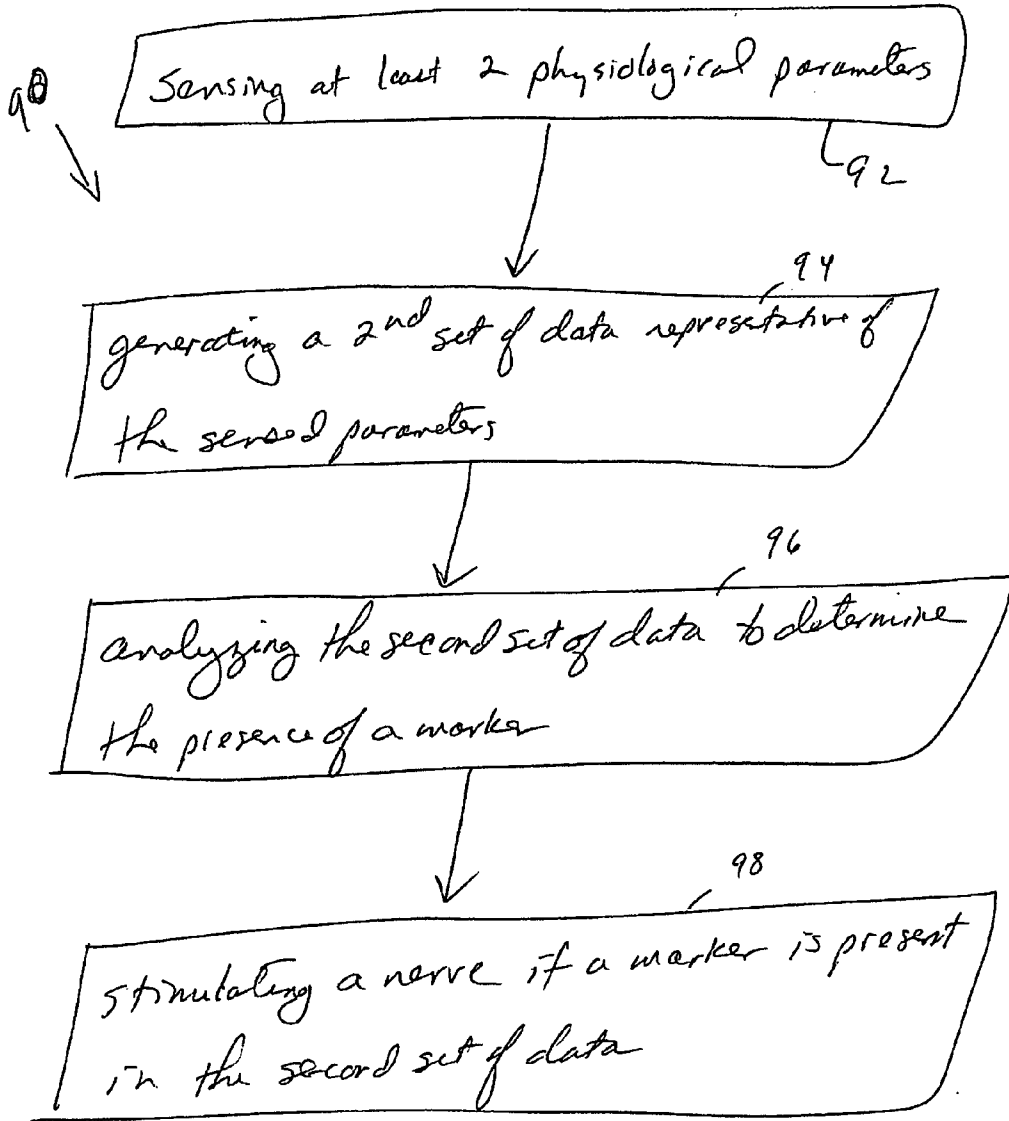 90
Sensing at least 2 physiological parameters
92
94
generating a 2nd set of data representative of
the sensed parameters
96
analyzing the second set of data to determine
the presence of a marker
98
stimulating a nerve if a marker is present
in the second set of data